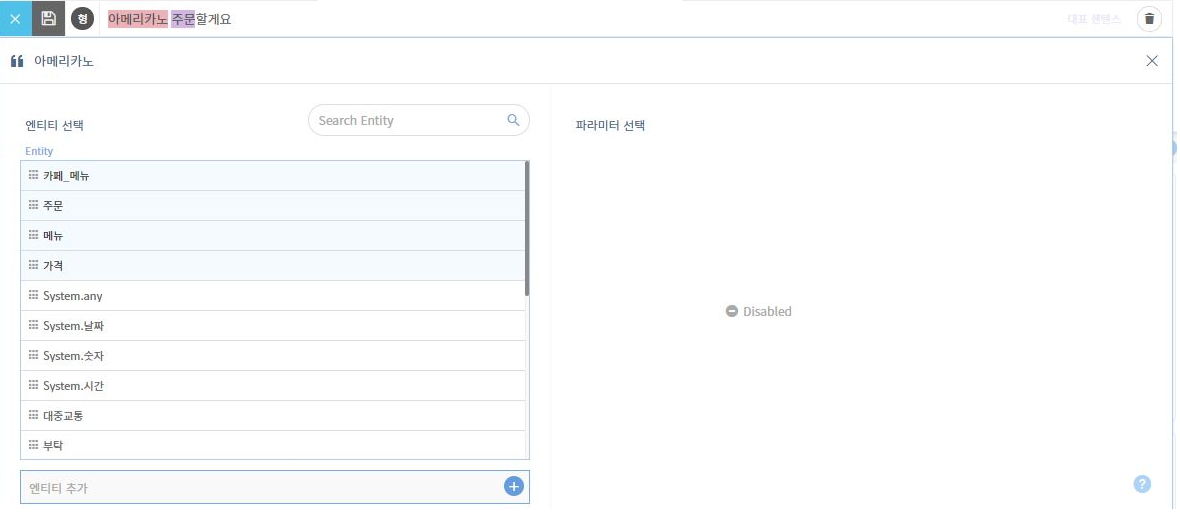 형 아메리카노 주문할게요 대표 센텐스
아메리카노
엔티티 선택 Search Entity 파라미터 선택
Entity
카페_메뉴
주문
메뉴
가격
System.any
Disabled
System.날짜
System.숫자
System.시간
대중교통
부탁
엔티티 추가
?